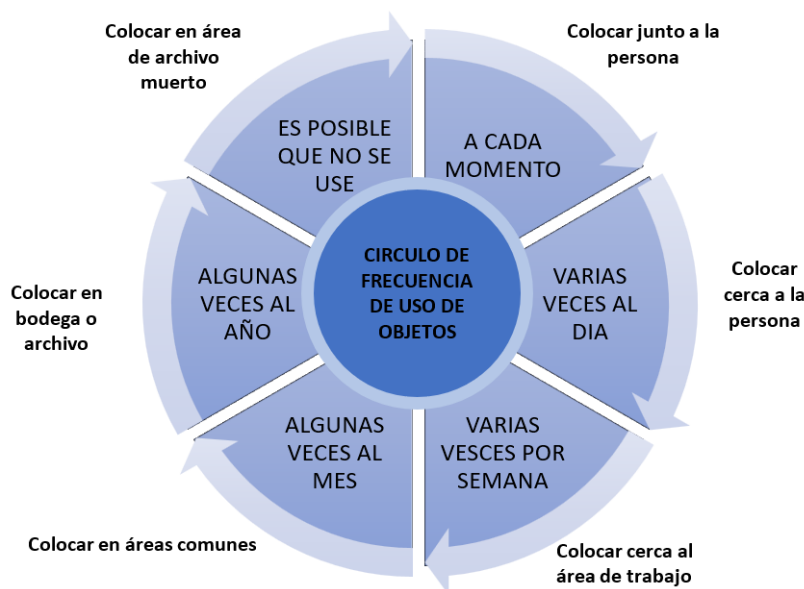 Colocar en área
de archivo
muerto
Colocar junto a la
persona
ES POSIBLE
QUE NO SE
USE
A CADA
MOMENTO
CIRCULO DE
FRECUENCIA
DE USO DE
OBJETOS
ALGUNAS
VECES AL
AÑO
VARIAS
VECES AL
DIA
Colocar en
bodega o
archivo
Colocar
cerca a la
persona
ALGUNAS
VECES AL
MES
VARIAS
VESCES POR
SEMANA
Colocar en áreas comunes
Colocar cerca al
área de trabajo